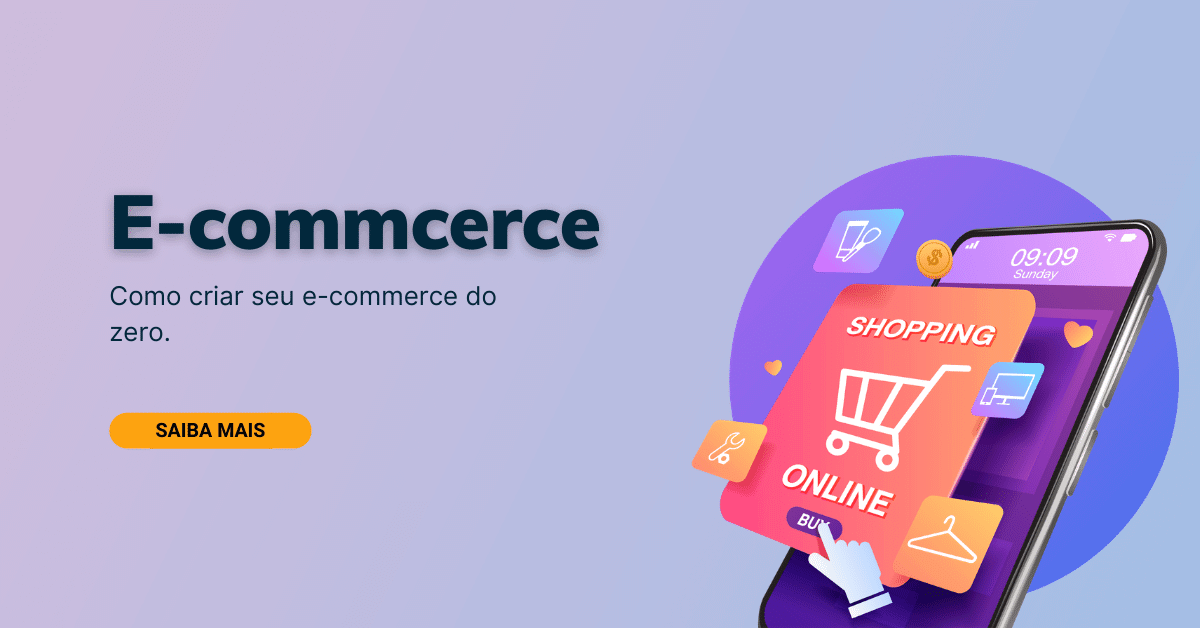 E-commcerce
Como criar seu e-commerce do
zero.
SAIBA MAIS
09:09
Sunday
SHOPPING
ONLINE
BUY